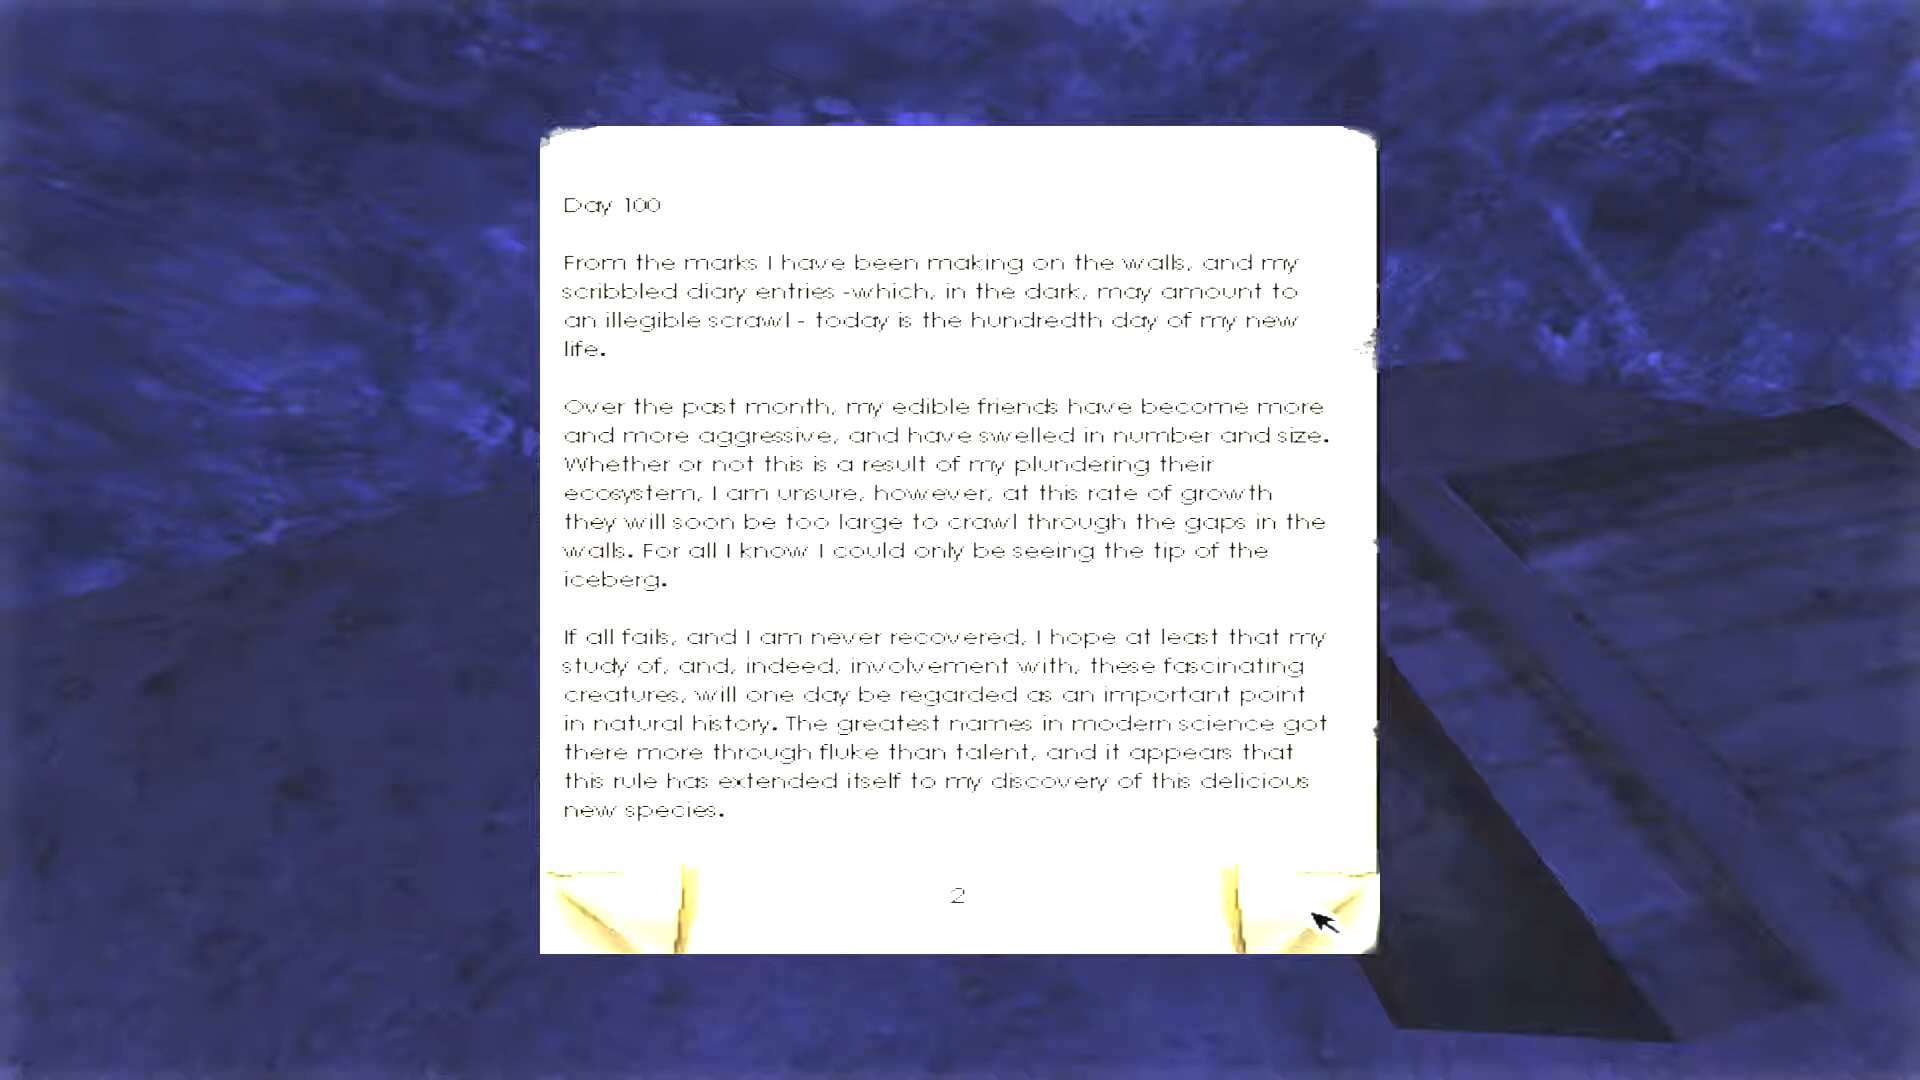 Day 100
From the marks I have been making on the walls, and my
scribbled diary entries -which, in the dark, may amount to
an illegible scrawl - today is the hundredth day of my new
life.
Over the past month, my edible friends have become more
and more aggressive, and have swelled in number and size.
Whether or not this is a result of my plundering their
ecosystem, I am unsure, however, at this rate of growth
they will soon be too large to crawl through the gaps in the
walls. For all I know I could only be seeing the tip of the
iceberg.
If all fails, and I am never recovered, I hope at least that my
study of, and, indeed, involvement with, these fascinating
creatures, will one day be regarded as an important point
in natural history. The greatest names in modern science got
there more through fluke than talent, and it appears that
this rule has extended itself to my discovery of this delicious
new species.
2